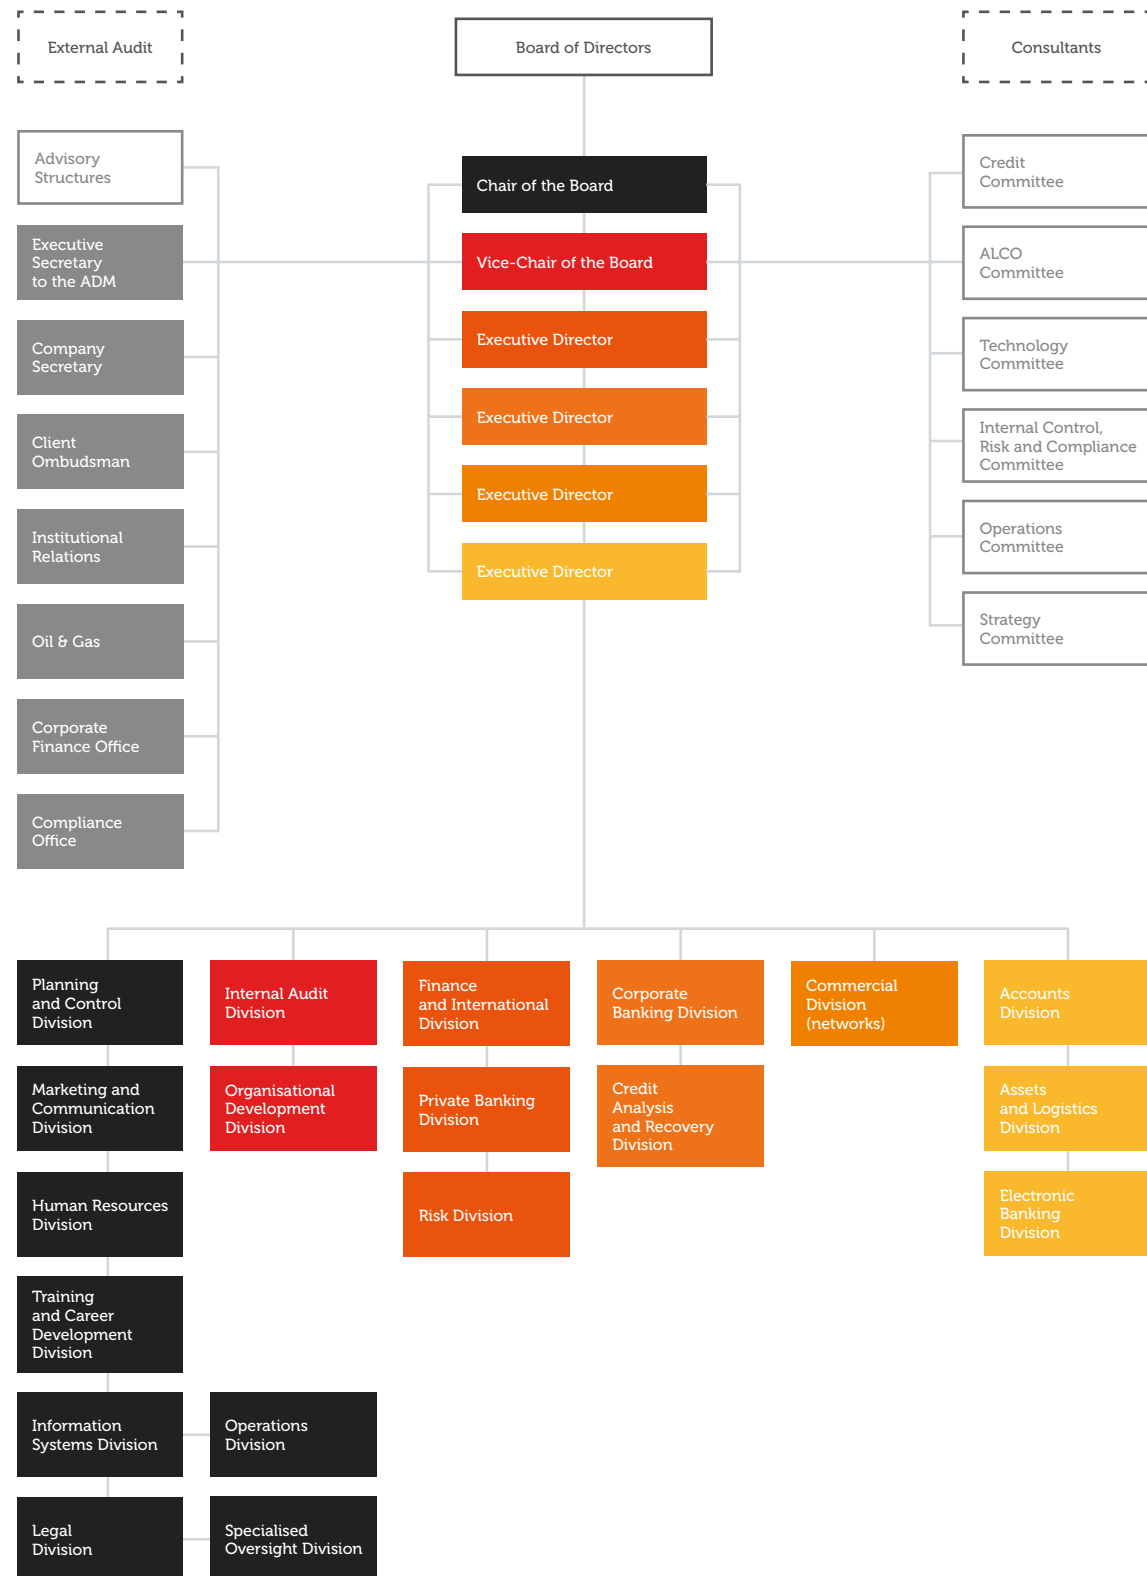 External Audit
Board of Directors
Consultants
Advisory
Structures
Executive
Secretary
to the ADM
Company
Secretary
Client
Ombudsman
Institutional
Relations
Oil & Gas
Corporate
Finance Office
Compliance
Office
Chair of the Board
Vice-Chair of the Board
Executive Director
Executive Director
Executive Director
Executive Director
Credit
Committee
ALCO
Committee
Technology
Committee
Internal Control,
Risk and Compliance
Committee
Operations
Committee
Strategy
Committee
Planning
and Control
Division
Marketing and
Communication
Division
Human Resources
Division
Training
and Career
Development
Division
Information
Systems Division
Operations
Division
Legal
Division
Specialised
Oversight Division
Internal Audit
Division
Organisational
Development
Division
Finance
and International
Division
Private Banking
Division
Risk Division
Corporate
Banking Division
Credit
Analysis
and Recovery
Division
Commercial
Division
(networks)
Accounts
Division
Assets
and Logistics
Division
Electronic
Banking
Division